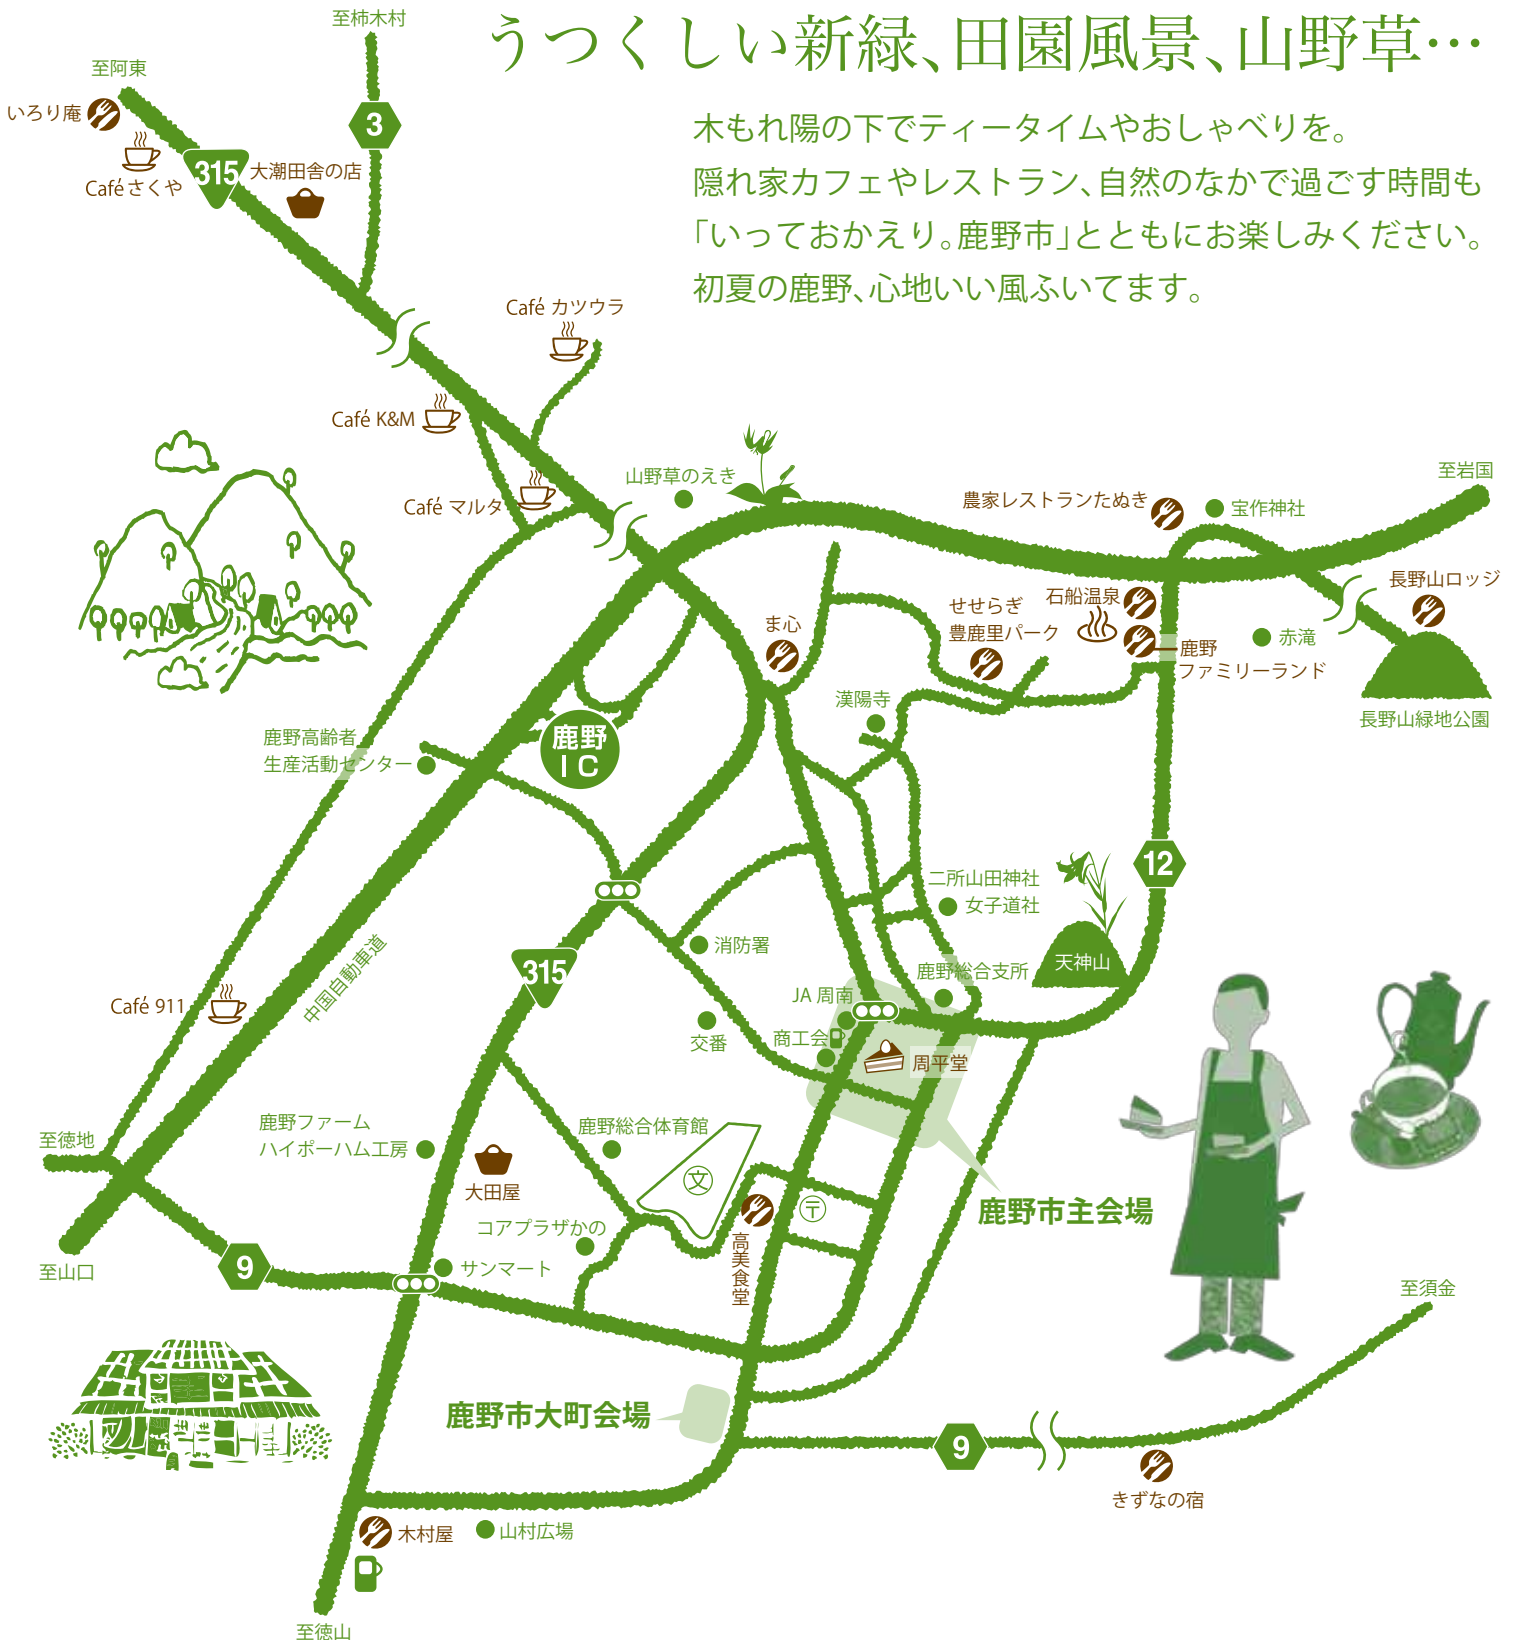 うつくしい新緑、田園風景、山野草…
木もれ陽の下でティータイムやおしゃべりを。
隠れ家カフェやレストラン、自然のなかで過ごす時間も
「いっておかえり。鹿野市」とともにお楽しみください。
初夏の鹿野、心地いい風ふいてます。
至柿木村
至阿東
いろり庵
3
Caféさくや
315
大潮田舎の店
Café カツウラ
Café K&M
Café マルタ
山野草のえき
農家レストランたぬき
宝作神社
至岩国
長野山ロッジ
石船温泉
せせらぎ
豊鹿里パーク
ま心
鹿野
ファミリーランド
赤滝
長野山緑地公園
漢陽寺
鹿野高齢者
生産活動センター
鹿野
IC
12
二所山田神社
女子道社
天神山
消防署
315
中国自動車道
Café 911
鹿野総合支所
JA 周南
商工会
交番
周平堂
鹿野ファーム
ハイポーハム工房
鹿野総合体育館
至徳地
文
大田屋
〒
鹿野市主会場
コアプラザかの
高美食堂
サンマート
9
至山口
至須金
鹿野市大町会場
9
きずなの宿
木村屋
山村広場
至徳山